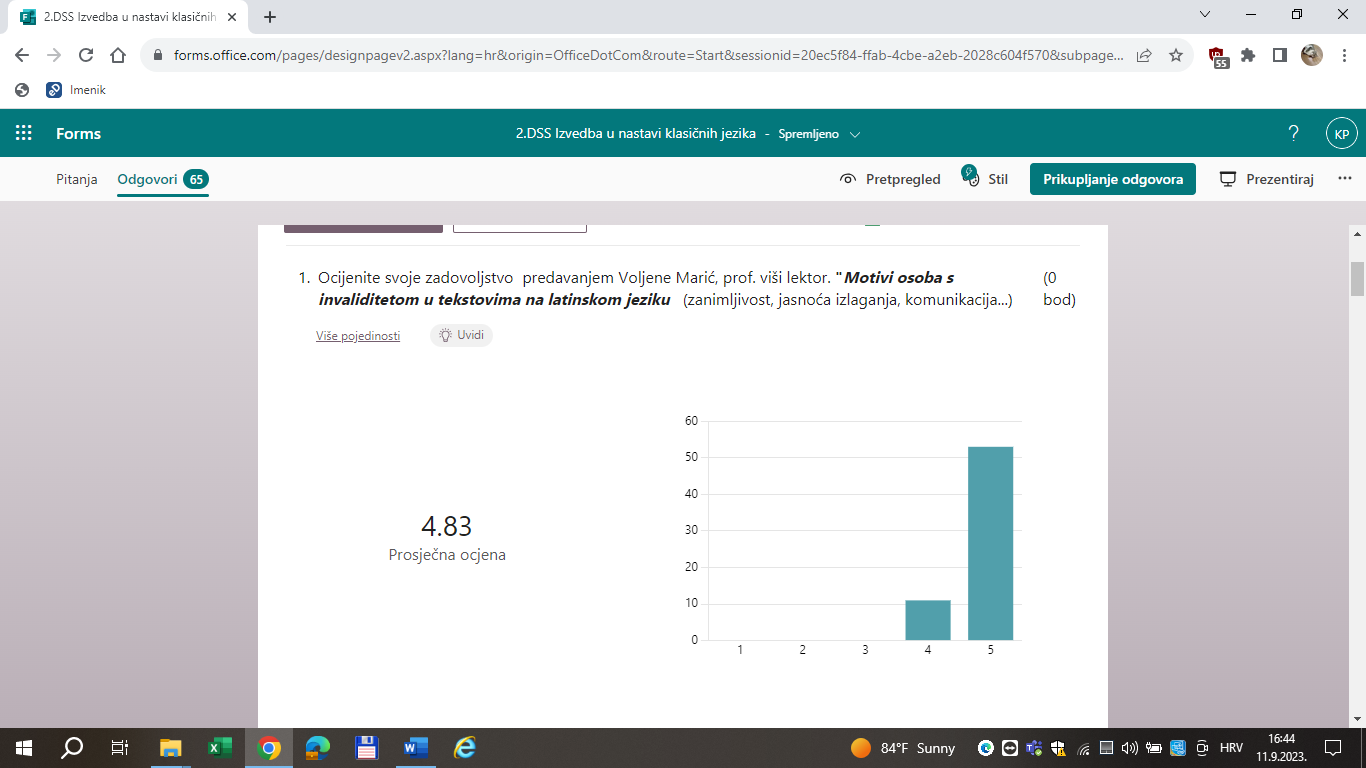 2.DSS Izvedba u nastavi klasičnih
forms.office.com/pages/designpagev2.aspx?lang=hr&origin=OfficeDotCom&route=Start&sessionid=20ec5f84-ffab-4cbe-a2eb-2028c604f570&subpage...
55
Imenik
Forms
2.DSS Izvedba u nastavi klasičnih jezika - Spremljeno
?
KP
Pitanja
Odgovori 65
Pretpregled
Stil
Prikupljanje odgovora
Prezentiraj
1. Ocijenite svoje zadovoljstvo predavanjem Voljene Marić, prof. viši lektor. "Motivi osoba s (0
invaliditetom u tekstovima na latinskom jeziku (zanimljivost, jasnoća izlaganja, komunikacija...) bod)
Više pojedinosti
Uvidi
4.83
Prosječna ocjena
60
50
40
30
20
10
0
1 2 3 4 5
84°F Sunny
HRV
16:44
11.9.2023.